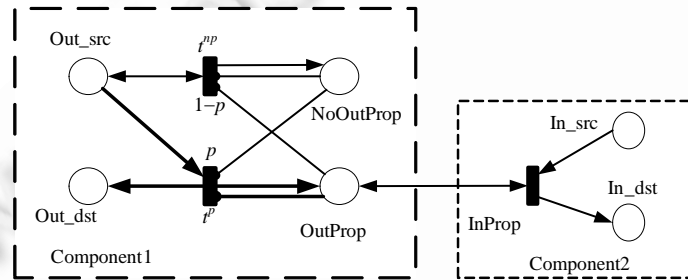 Out_src
t^np
1−p
NoOutProp
p
In_src
Out_dst
t^p
OutProp
InProp
In_dst
Component1
Component2